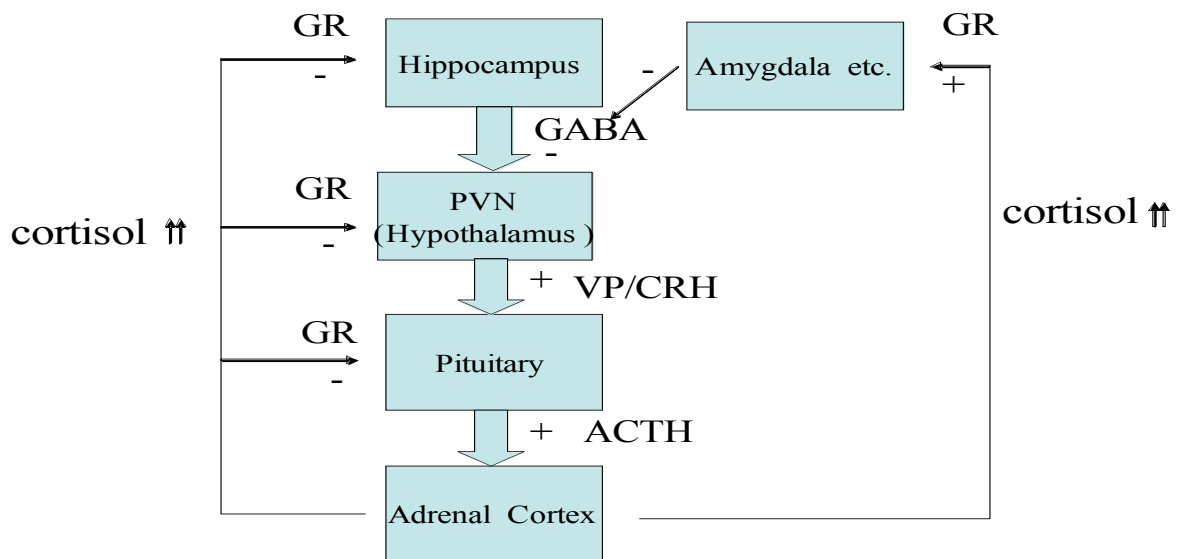 GR
GR
-
Hippocampus
-
Amygdala etc.
+
GABA
-
GR
PVN
(Hypothalamus )
cortisol ⇈
-
cortisol ⇈
+ VP/CRH
GR
-
Pituitary
+ ACTH
Adrenal Cortex